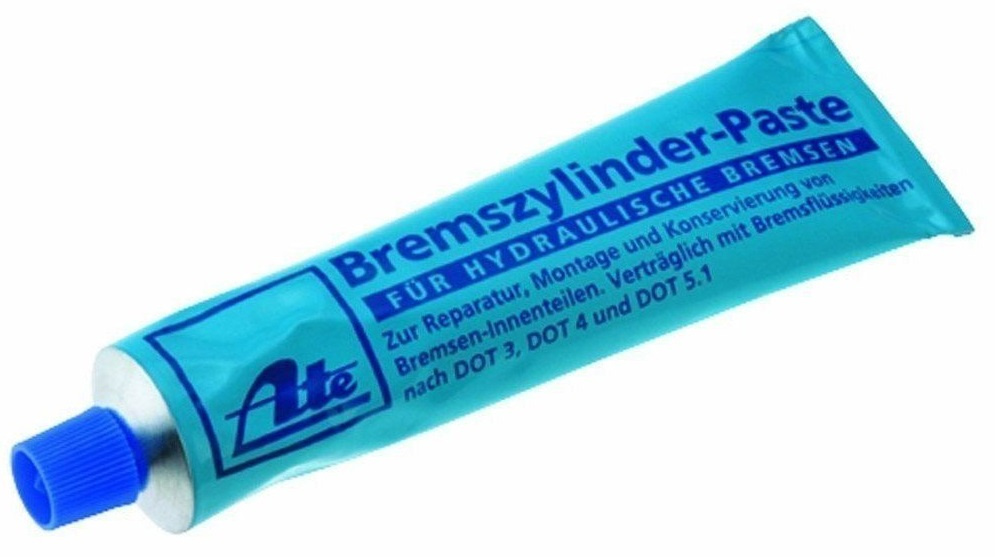 Bremszylinder-Paste
FÜR HYDRAULISCHE BREMSEN
Zur Reparatur, Montage und Konservierung von
Bremsen-Innenteilen. Verträglich mit Bremsflüssigkeiten
nach DOT 3, DOT 4 und DOT 5.1
Ate